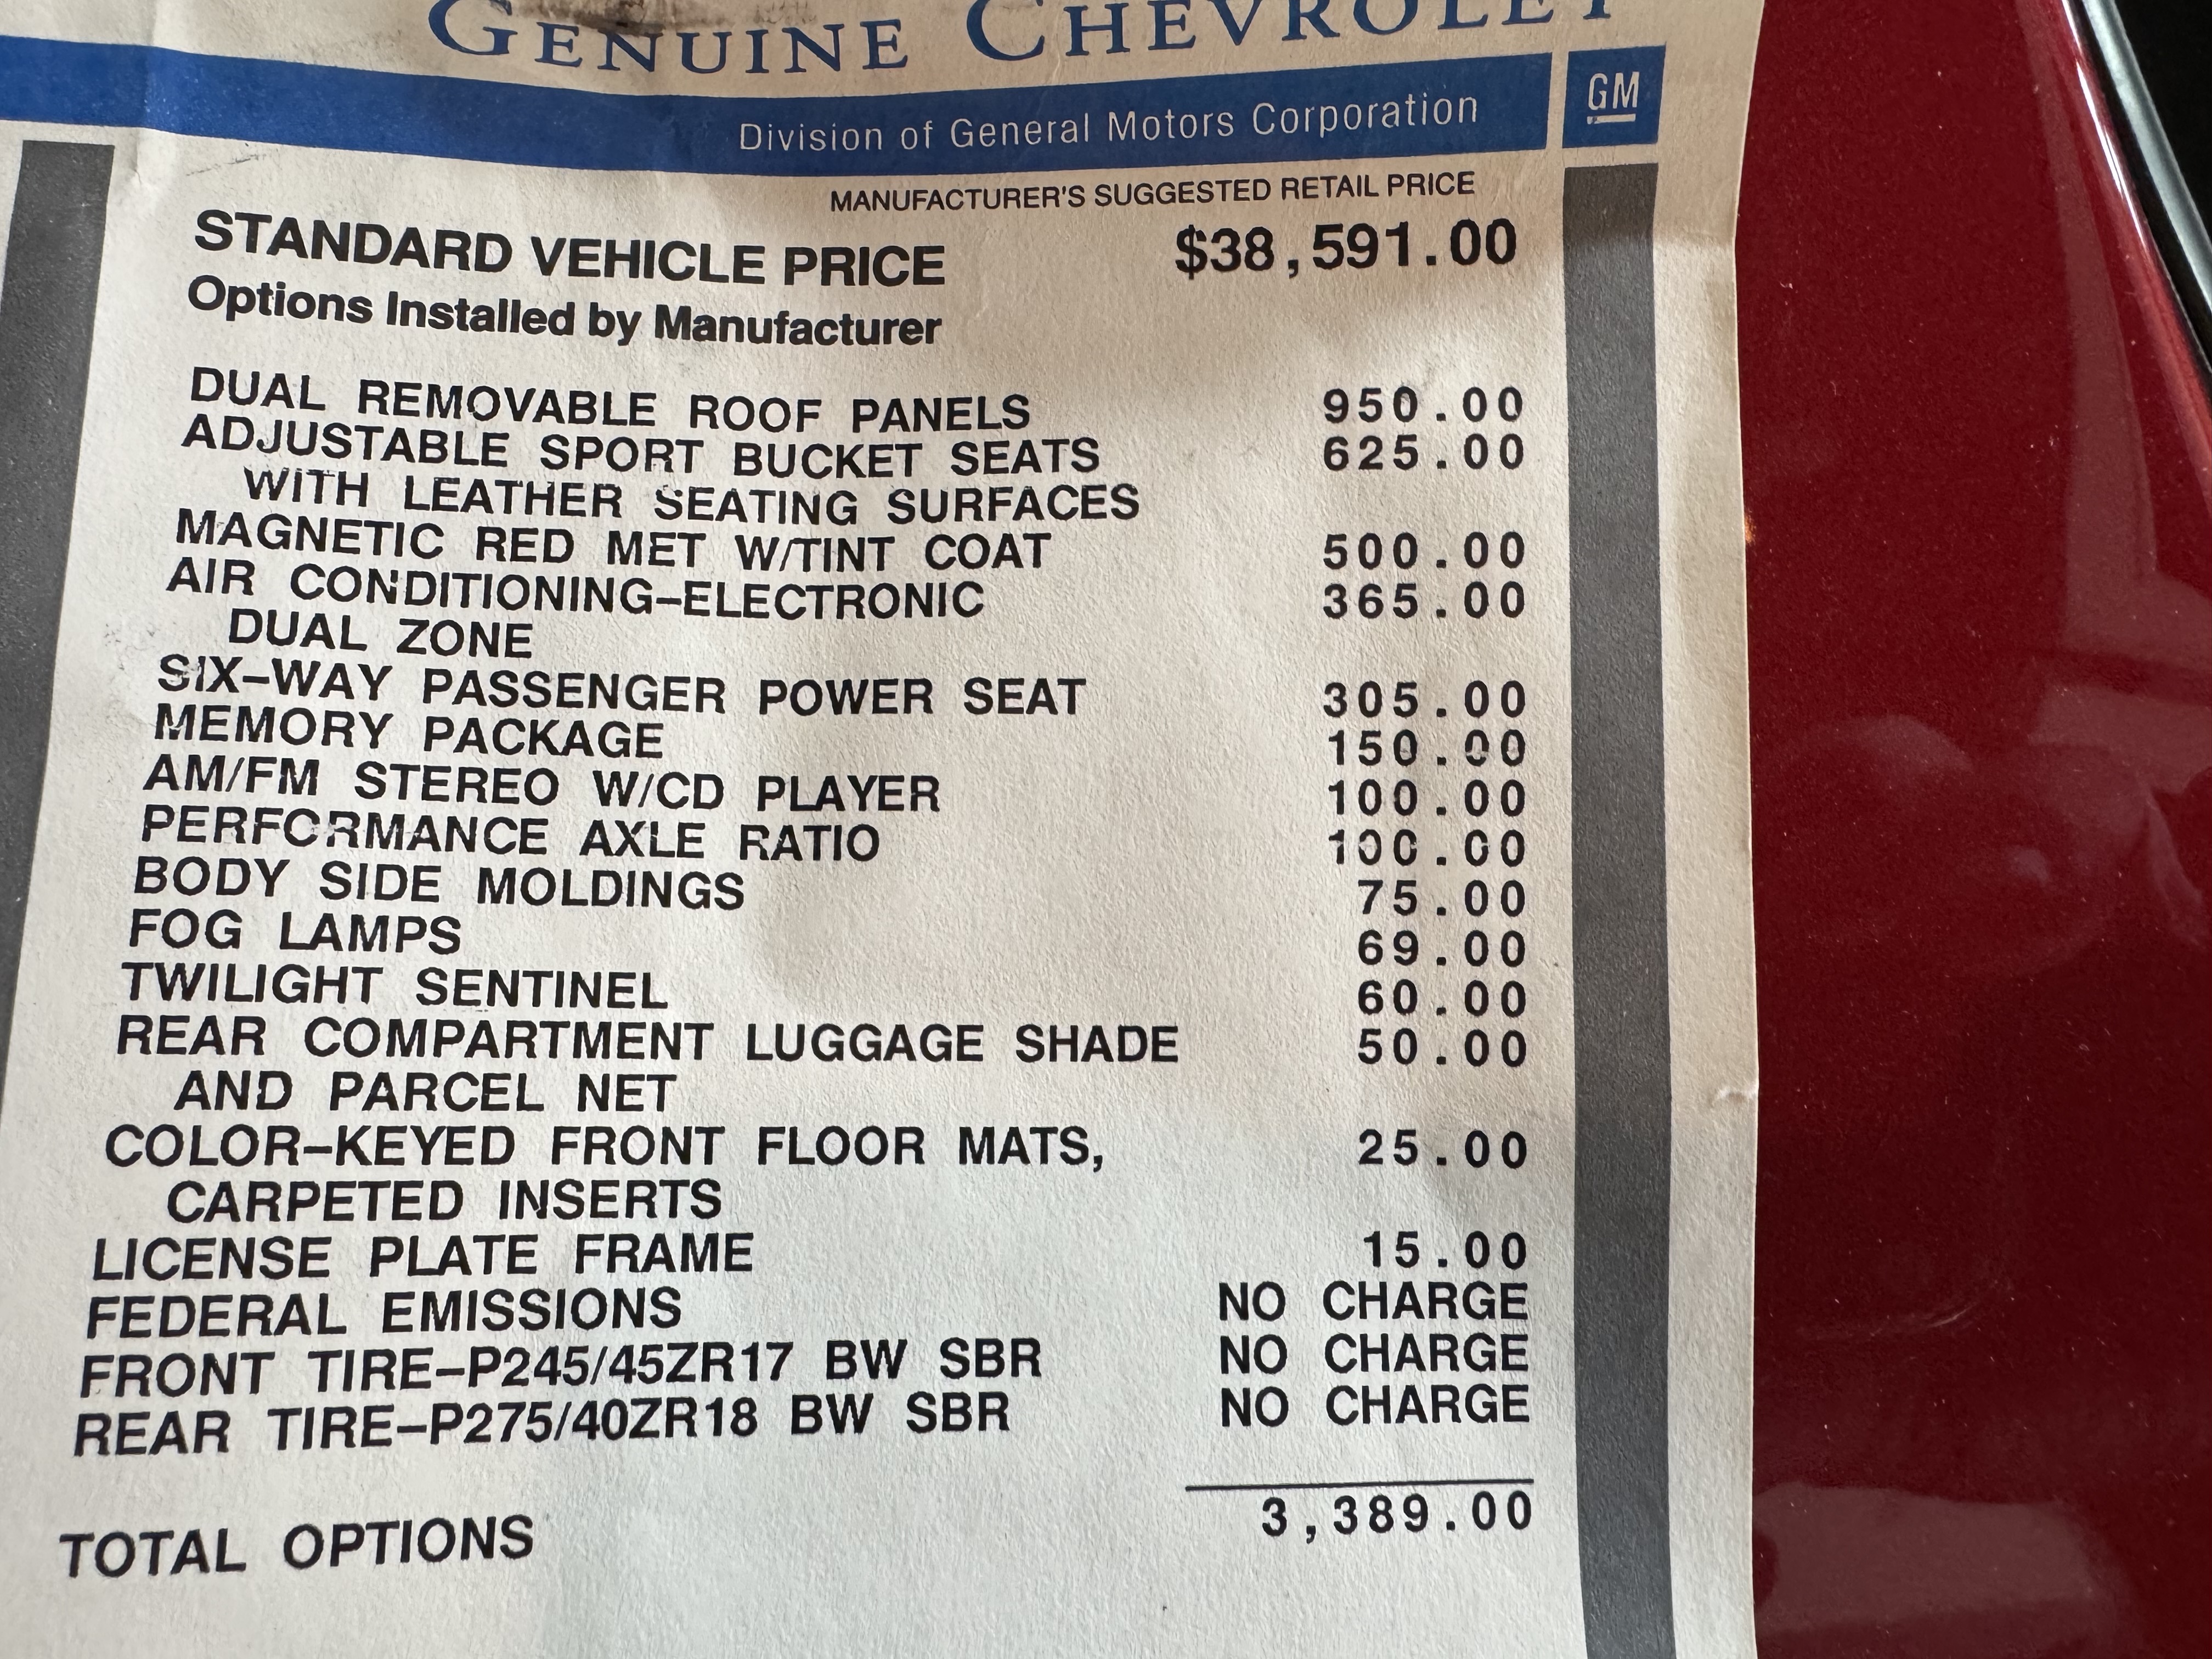 GENUINE CHEVROLET
Division of General Motors Corporation
GM
MANUFACTURER'S SUGGESTED RETAIL PRICE
STANDARD VEHICLE PRICE $38,591.00
Options Installed by Manufacturer
DUAL REMOVABLE ROOF PANELS 950.00
ADJUSTABLE SPORT BUCKET SEATS 625.00
WITH LEATHER SEATING SURFACES
MAGNETIC RED MET W/TINT COAT 500.00
AIR CONDITIONING-ELECTRONIC 365.00
DUAL ZONE
SIX-WAY PASSENGER POWER SEAT 305.00
MEMORY PACKAGE 150.00
AM/FM STEREO W/CD PLAYER 100.00
PERFORMANCE AXLE RATIO 100.00
BODY SIDE MOLDINGS 75.00
FOG LAMPS 69.00
TWILIGHT SENTINEL 60.00
REAR COMPARTMENT LUGGAGE SHADE 50.00
AND PARCEL NET
COLOR-KEYED FRONT FLOOR MATS, 25.00
CARPETED INSERTS
LICENSE PLATE FRAME 15.00
FEDERAL EMISSIONS NO CHARGE
FRONT TIRE-P245/45ZR17 BW SBR NO CHARGE
REAR TIRE-P275/40ZR18 BW SBR NO CHARGE
TOTAL OPTIONS 3,389.00